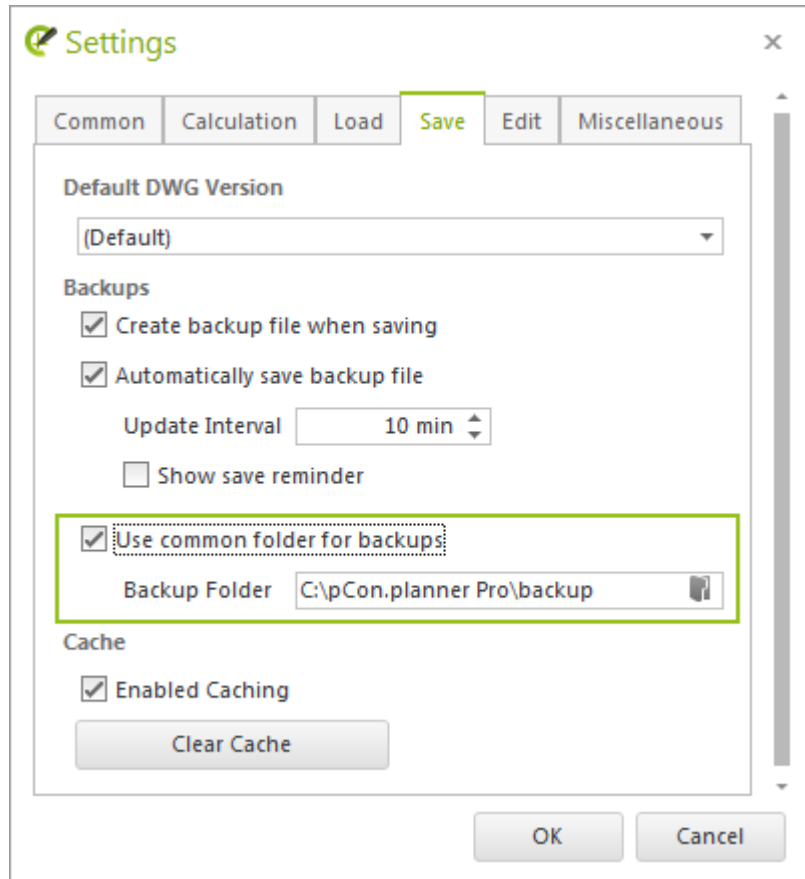 Settings
Common Calculation Load Save Edit Miscellaneous
Default DWG Version
(Default)
Backups
Create backup file when saving
Automatically save backup file
Update Interval 10 min
Show save reminder
Use common folder for backups
Backup Folder C:\pCon.planner Pro\backup
Cache
Enabled Caching
Clear Cache
OK Cancel